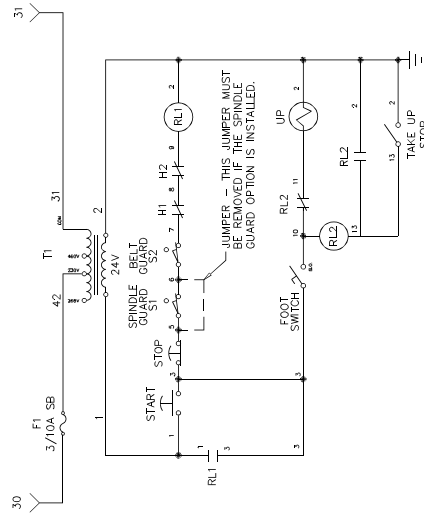 30
F1
3/10A SB
42
T1
208V
230V
460V
COM
31
31
1
24V
2
START
1
3
STOP
5
SPINDLE
GUARD
S1
6
BELT
GUARD
S2
7
H1
8
H2
9
RL1
2
JUMPER – THIS JUMPER MUST
BE REMOVED IF THE SPINDLE
GUARD OPTION IS INSTALLED.
RL1
1
3
3
3
FOOT
SWITCH
10
RL2
11
UP
2
RL2
13
RL2
2
13
2
TAKE UP
STOP